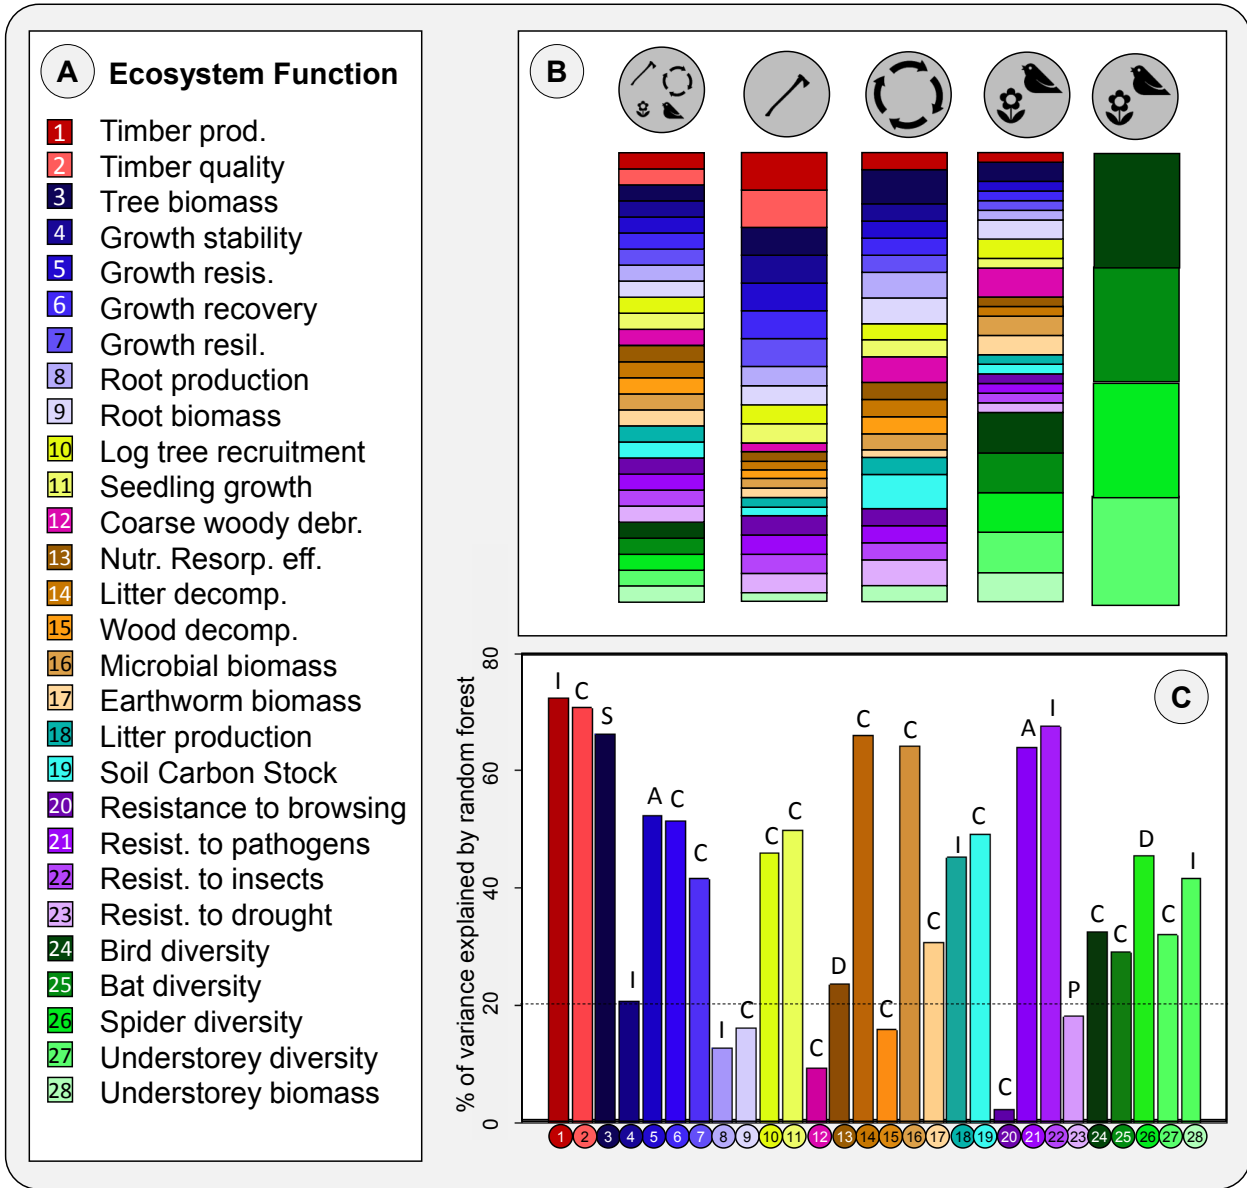 A Ecosystem Function
1 Timber prod.
2 Timber quality
3 Tree biomass
4 Growth stability
5 Growth resis.
6 Growth recovery
7 Growth resil.
8 Root production
9 Root biomass
10 Log tree recruitment
11 Seedling growth
12 Coarse woody debr.
13 Nutr. Resorp. eff.
14 Litter decomp.
15 Wood decomp.
16 Microbial biomass
17 Earthworm biomass
18 Litter production
19 Soil Carbon Stock
20 Resistance to browsing
21 Resist. to pathogens
22 Resist. to insects
23 Resist. to drought
24 Bird diversity
25 Bat diversity
26 Spider diversity
27 Understorey diversity
28 Understorey biomass
B
C
% of variance explained by random forest
80
60
40
20
0
I C S I A C C I C C C C D C C C C I C C A I P C C D C I
1 2 3 4 5 6 7 8 9 10 11 12 13 14 15 16 17 18 19 20 21 22 23 24 25 26 27 28